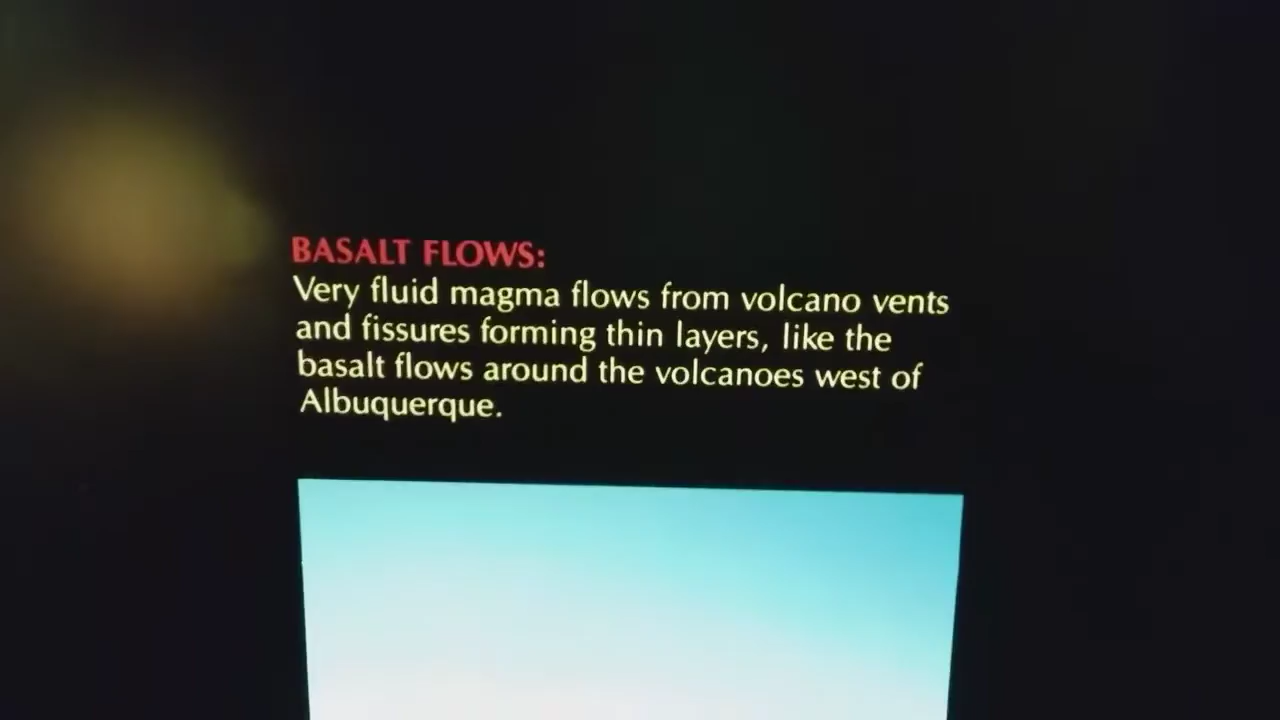 BASALT FLOWS:
Very fluid magma flows from volcano vents
and fissures forming thin layers, like the
basalt flows around the volcanoes west of
Albuquerque.